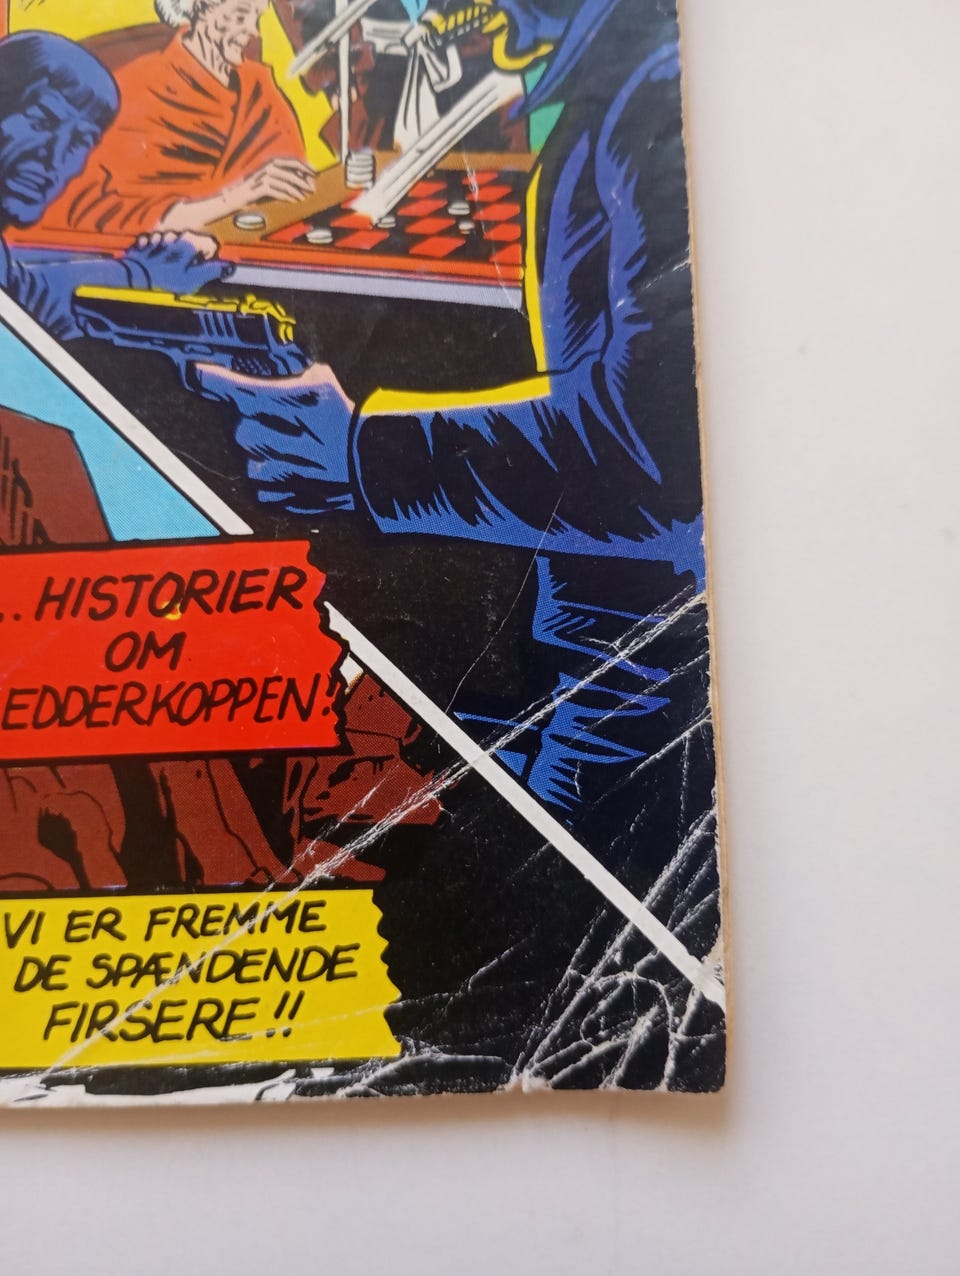 ..HISTORIER
OM
EDDERKOPPEN!
VI ER FREMME
DE SPÆNDENDE
FIRSERE!!